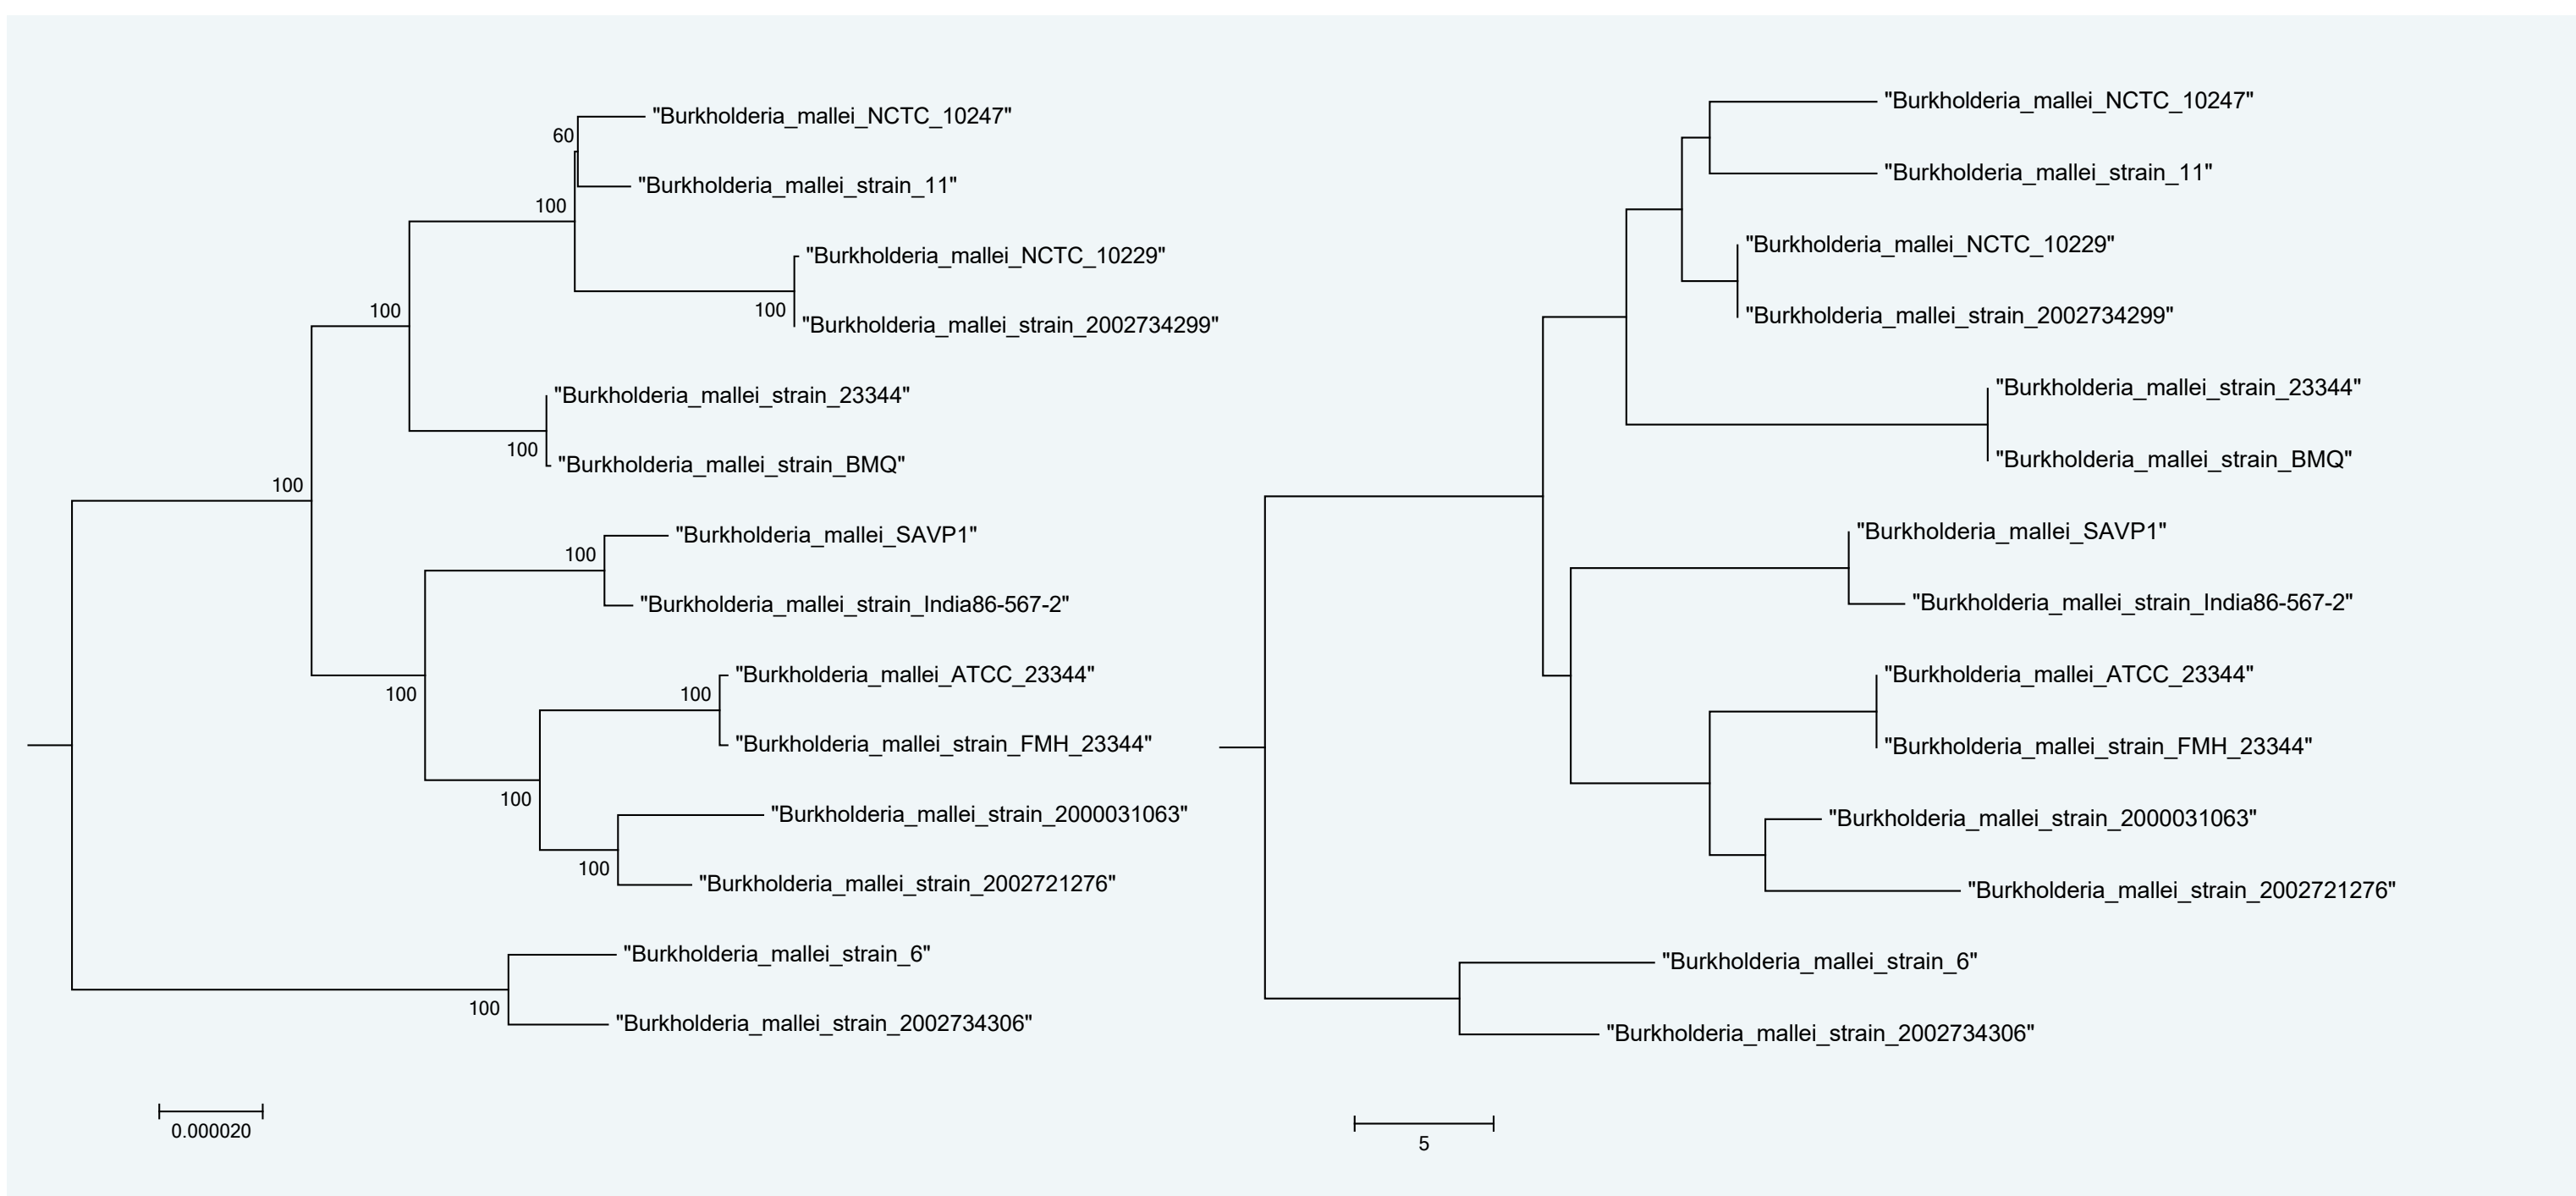 "Burkholderia_mallei_NCTC_10247"
60
"Burkholderia_mallei_strain_11"
100
"Burkholderia_mallei_NCTC_10229"
100
"Burkholderia_mallei_strain_2002734299"
100
"Burkholderia_mallei_strain_23344"
100
"Burkholderia_mallei_strain_BMQ"
100
"Burkholderia_mallei_SAVP1"
100
"Burkholderia_mallei_strain_India86-567-2"
"Burkholderia_mallei_ATCC_23344"
100
100
"Burkholderia_mallei_strain_FMH_23344"
100
"Burkholderia_mallei_strain_2000031063"
100
"Burkholderia_mallei_strain_2002721276"
"Burkholderia_mallei_strain_6"
100
"Burkholderia_mallei_strain_2002734306"
0.000020
"Burkholderia_mallei_NCTC_10247"
"Burkholderia_mallei_strain_11"
"Burkholderia_mallei_NCTC_10229"
"Burkholderia_mallei_strain_2002734299"
"Burkholderia_mallei_strain_23344"
"Burkholderia_mallei_strain_BMQ"
"Burkholderia_mallei_SAVP1"
"Burkholderia_mallei_strain_India86-567-2"
"Burkholderia_mallei_ATCC_23344"
"Burkholderia_mallei_strain_FMH_23344"
"Burkholderia_mallei_strain_2000031063"
"Burkholderia_mallei_strain_2002721276"
"Burkholderia_mallei_strain_6"
"Burkholderia_mallei_strain_2002734306"
5